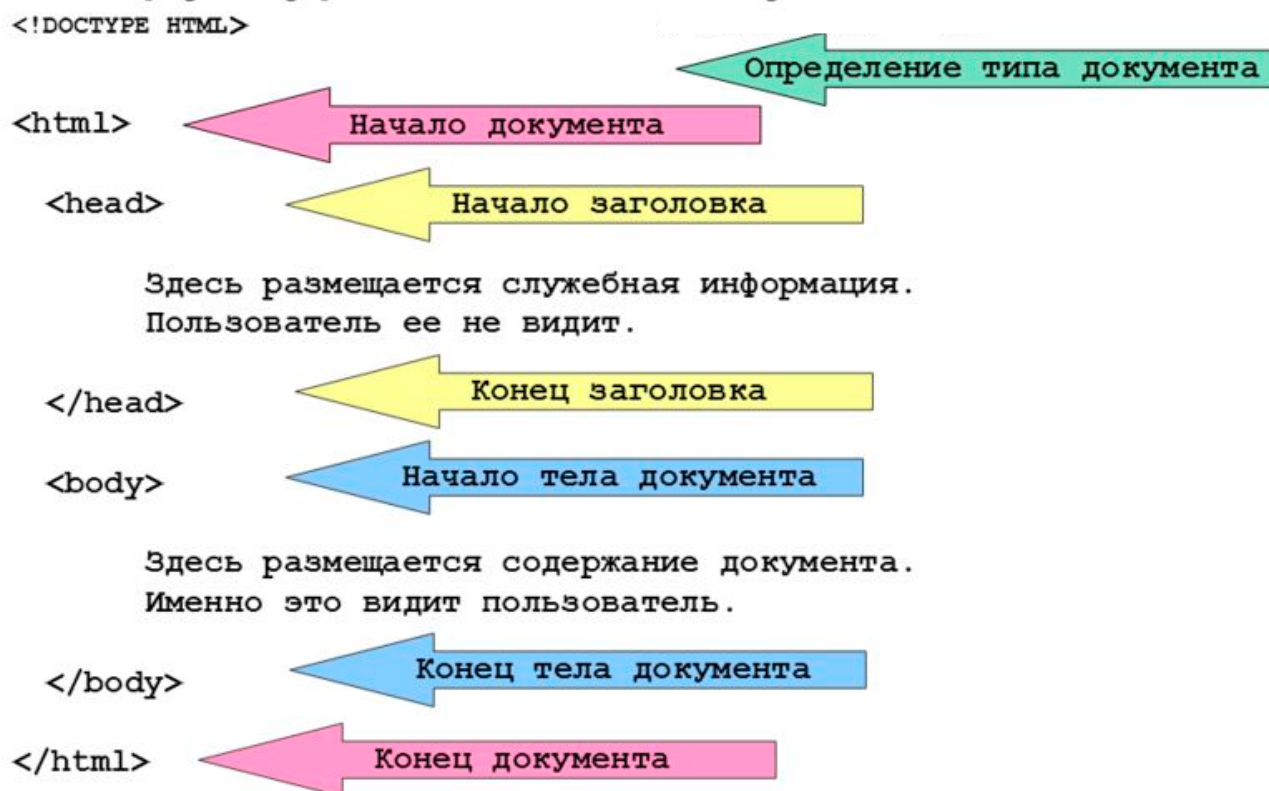 <!DOCTYPE HTML>
Определение типа документа
<html> Начало документа
<head> Начало заголовка
Здесь размещается служебная информация.
Пользователь ее не видит.
</head> Конец заголовка
<body> Начало тела документа
Здесь размещается содержание документа.
Именно это видит пользователь.
</body> Конец тела документа
</html> Конец документа